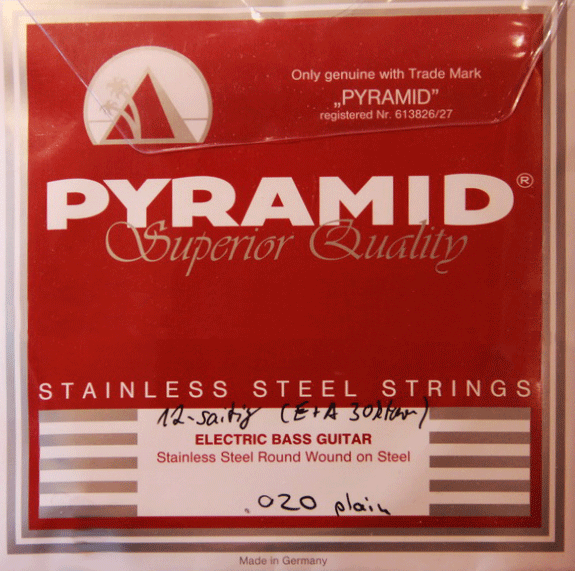 Only genuine with Trade Mark
„PYRAMID”
registered Nr. 613826/27
PYRAMID®
Superior Quality
STAINLESS STEEL STRINGS
12-saitig (E+A 3
ELECTRIC BASS GUITAR
Stainless Steel Round Wound on Steel
.020 plain
Made in Germany